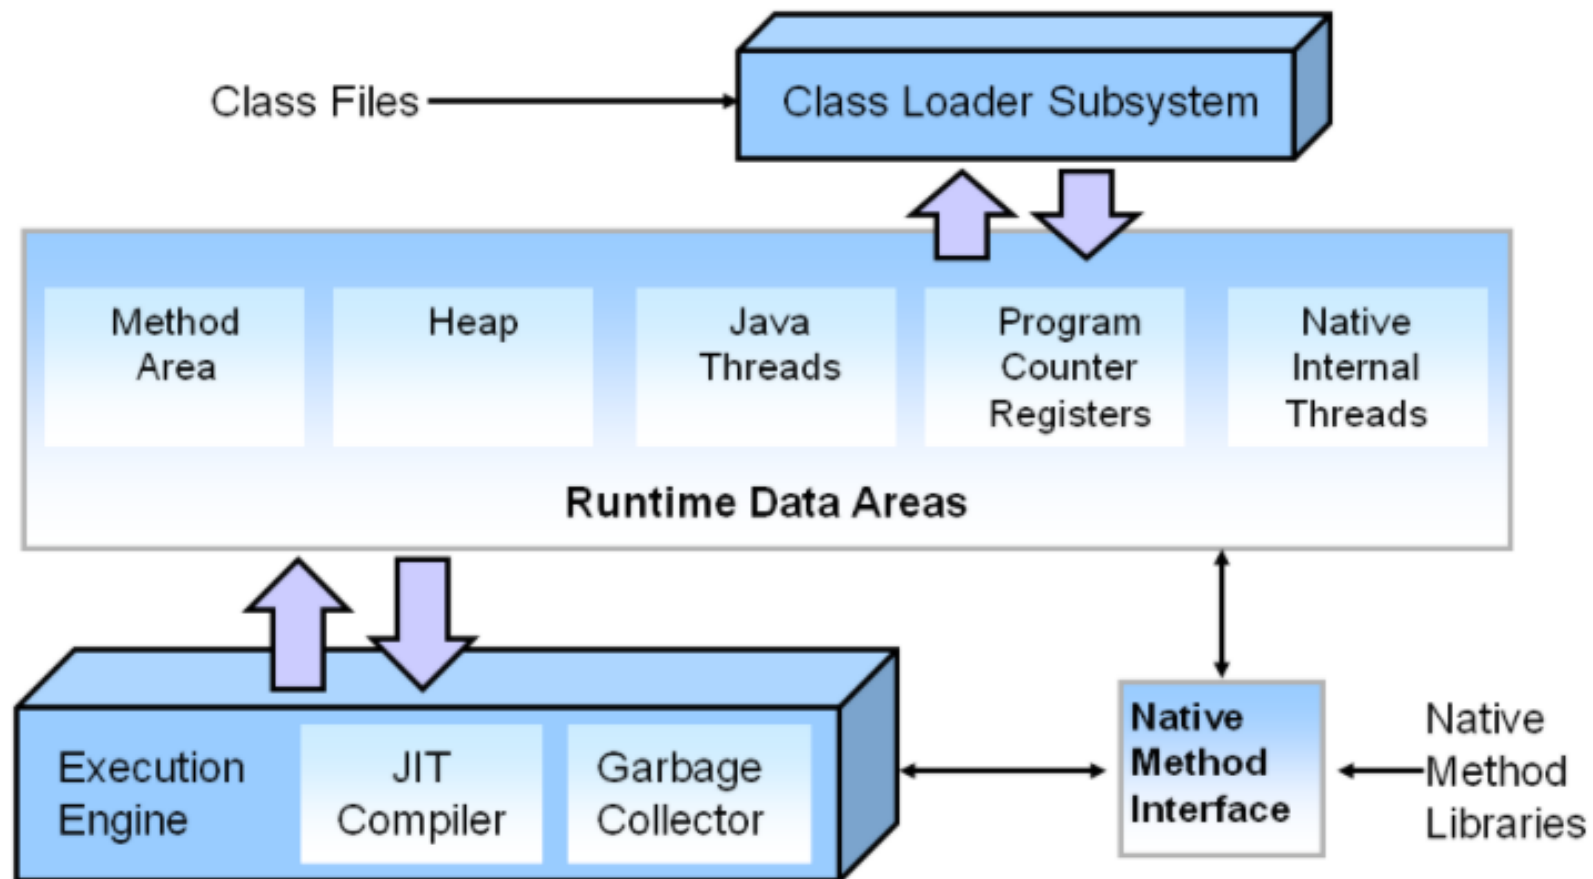 Class Files
Class Loader Subsystem
Method
Area
Heap
Java
Threads
Program
Counter
Registers
Native
Internal
Threads
Runtime Data Areas
Execution
Engine
JIT
Compiler
Garbage
Collector
Native
Method
Interface
Native
Method
Libraries